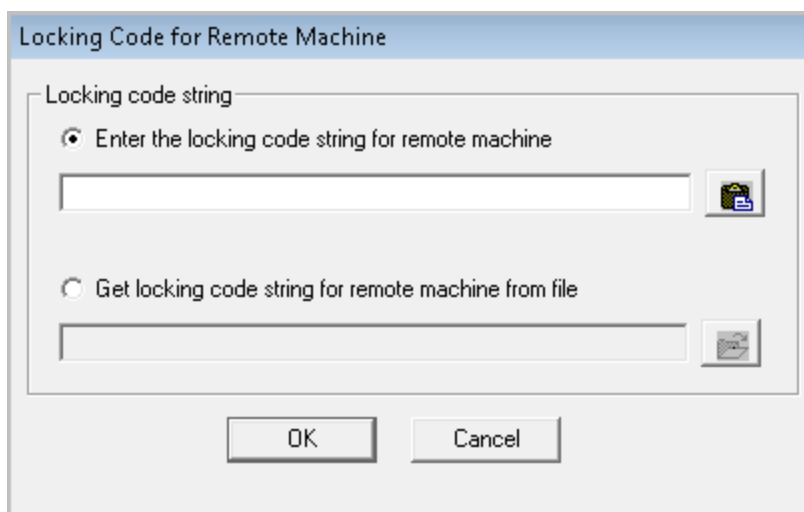 Locking Code for Remote Machine
Locking code string
Enter the locking code string for remote machine
Get locking code string for remote machine from file
OK Cancel